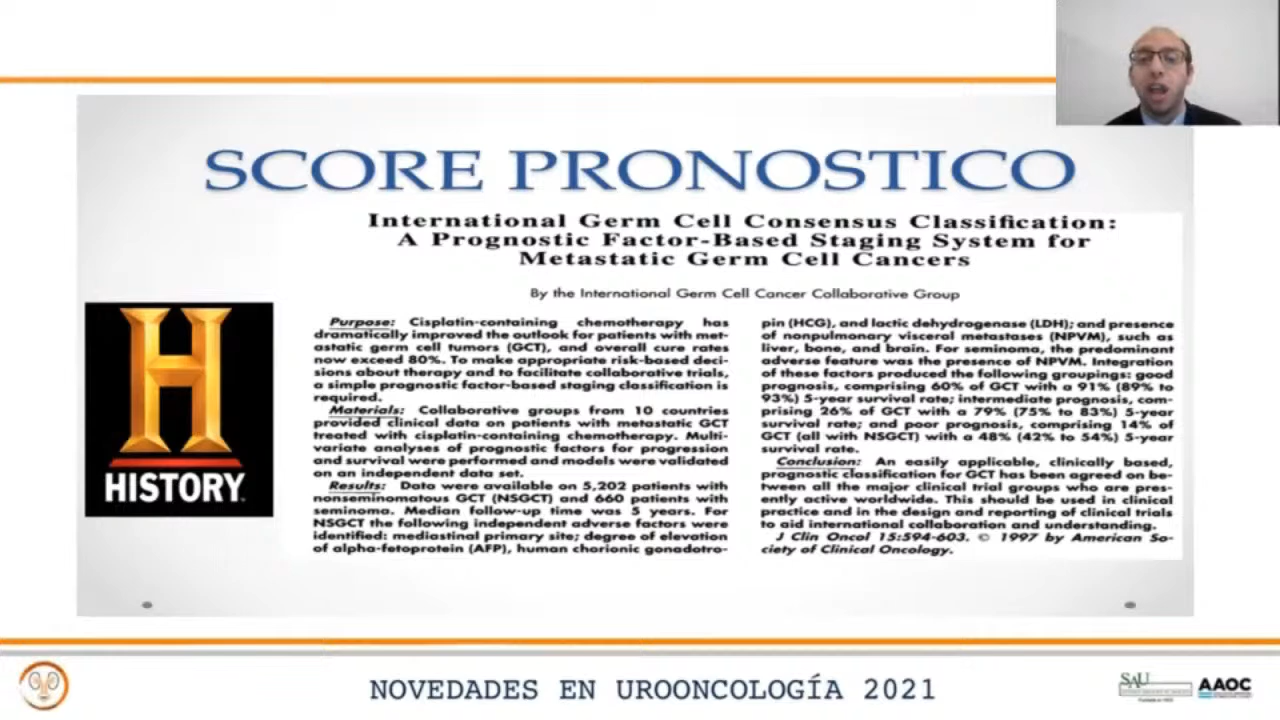 SCORE PRONOSTICO
International Germ Cell Consensus Classification:
A Prognostic Factor-Based Staging System for
Metastatic Germ Cell Cancers
By the International Germ Cell Cancer Collaborative Group
Purpose: Cisplatin-containing chemotherapy has
dramatically improved the outlook for patients with met-
astatic germ cell tumors (GCT), and overall cure rates
now exceed 80%. To make appropriate risk-based deci-
sions about therapy and to facilitate collaborative trials,
a simple prognostic factor-based staging classification is
required.
Materials: Collaborative groups from 10 countries
provided clinical data on patients with metastatic GCT
treated with cisplatin-containing chemotherapy. Multi-
variate analyses of prognostic factors for progression
and survival were performed and models were validated
on an independent data set.
Results: Data were available on 5,202 patients with
nonseminomatous GCT (NSGCT) and 660 patients with
seminoma. Median follow-up time was 5 years. For
NSGCT the following independent adverse factors were
identified: mediastinal primary site; degree of elevation
of alpha-fetoprotein (AFP), human chorionic gonadotro-
pin (HCG), and lactic dehydrogenase (LDH); and presence
of nonpulmonary visceral metastases (NPVM), such as
liver, bone, and brain. For seminoma, the predominant
adverse feature was the presence of NPVM. Integration
of these factors produced the following groupings: good
prognosis, comprising 60% of GCT with a 91% (89% to
93%) 5-year survival rate; intermediate prognosis, com-
prising 26% of GCT with a 79% (75% to 83%) 5-year
survival rate; and poor prognosis, comprising 14% of
GCT (all with NSGCT) with a 48% (42% to 54%) 5-year
survival rate.
Conclusion: An easily applicable, clinically based,
prognostic classification for GCT has been agreed on be-
tween all the major clinical trial groups who are pres-
ently active worldwide. This should be used in clinical
practice and in the design and reporting of clinical trials
to aid international collaboration and understanding.
J Clin Oncol 15:594-603. © 1997 by American So-
ciety of Clinical Oncology.
H
HISTORY
NOVEDADES EN UROONCOLOGÍA 2021
SAU
AAOC